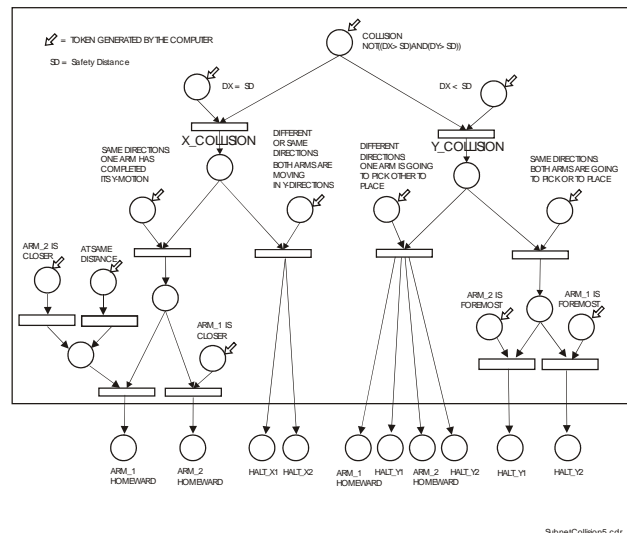 = TOKEN GENERATED BY THE COMPUTER
SD = Safety Distance
COLLISION
NOT(DX> SD)AND(DY> SD))
DX = SD
DX < SD
X_COLLISION
Y_COLLISION
SAME DIRECTIONS
ONE ARM HAS
COMPLETED
ITS Y-MOTION
DIFFERENT
OR SAME
DIRECTIONS
BOTH ARMS ARE
MOVING
IN Y-DIRECTIONS
DIFFERENT
DIRECTIONS
ONE ARM IS GOING
TO PICK OTHER TO
PLACE
SAME DIRECTIONS
BOTH ARMS ARE GOING
TO PICK OR TO PLACE
ARM_2 IS
CLOSER
AT SAME
DISTANCE
ARM_1 IS
CLOSER
ARM_2 IS
FOREMOST
ARM_1 IS
FOREMOST
ARM_1
HOMEWARD
ARM_2
HOMEWARD
HALT_X1
HALT_X2
ARM_1
HOMEWARD
HALT_Y1
ARM_2
HOMEWARD
HALT_Y2
HALT_Y1
HALT_Y2
SubnetCollision5.cdr